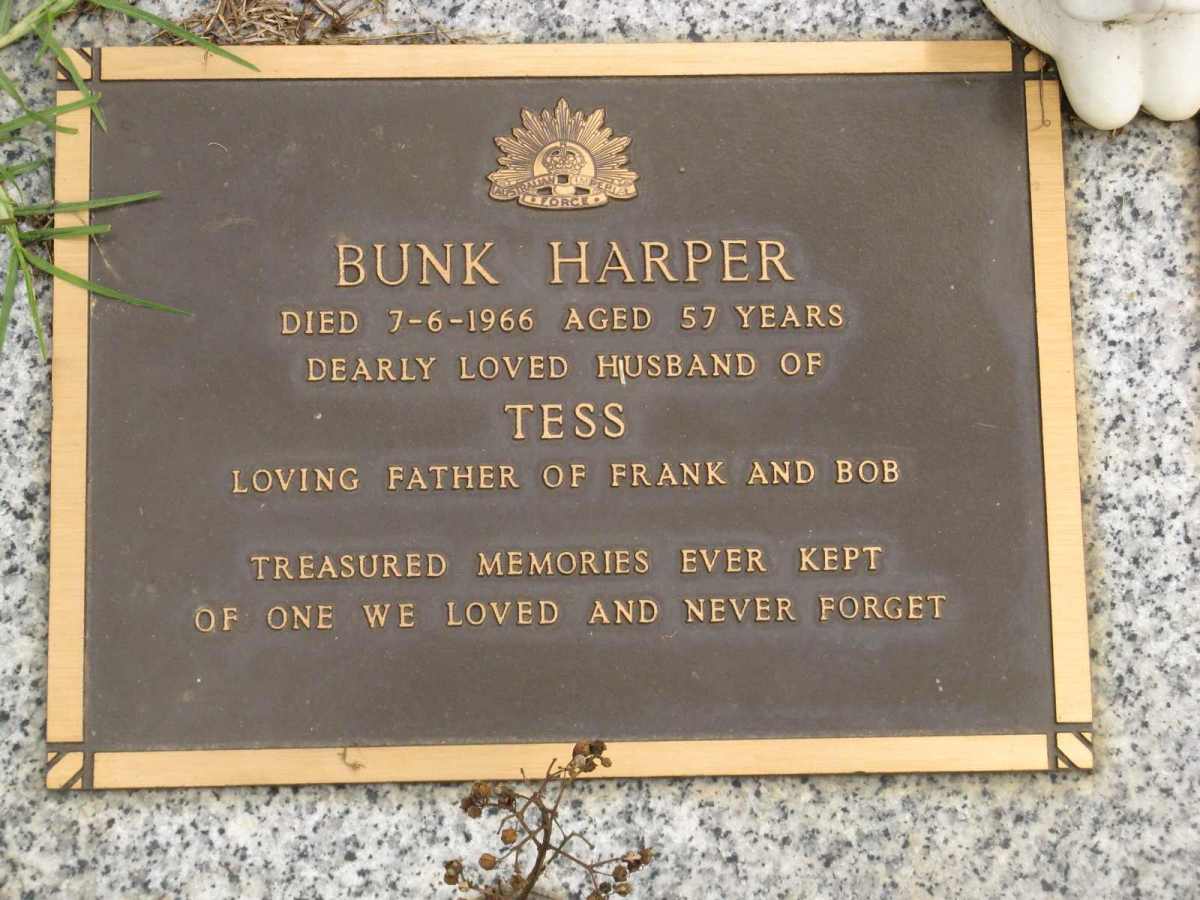 AUSTRALIAN IMPERIAL
FORCE
BUNK HARPER
DIED 7-6-1966 AGED 57 YEARS
DEARLY LOVED HUSBAND OF
TESS
LOVING FATHER OF FRANK AND BOB
TREASURED MEMORIES EVER KEPT
OF ONE WE LOVED AND NEVER FORGET